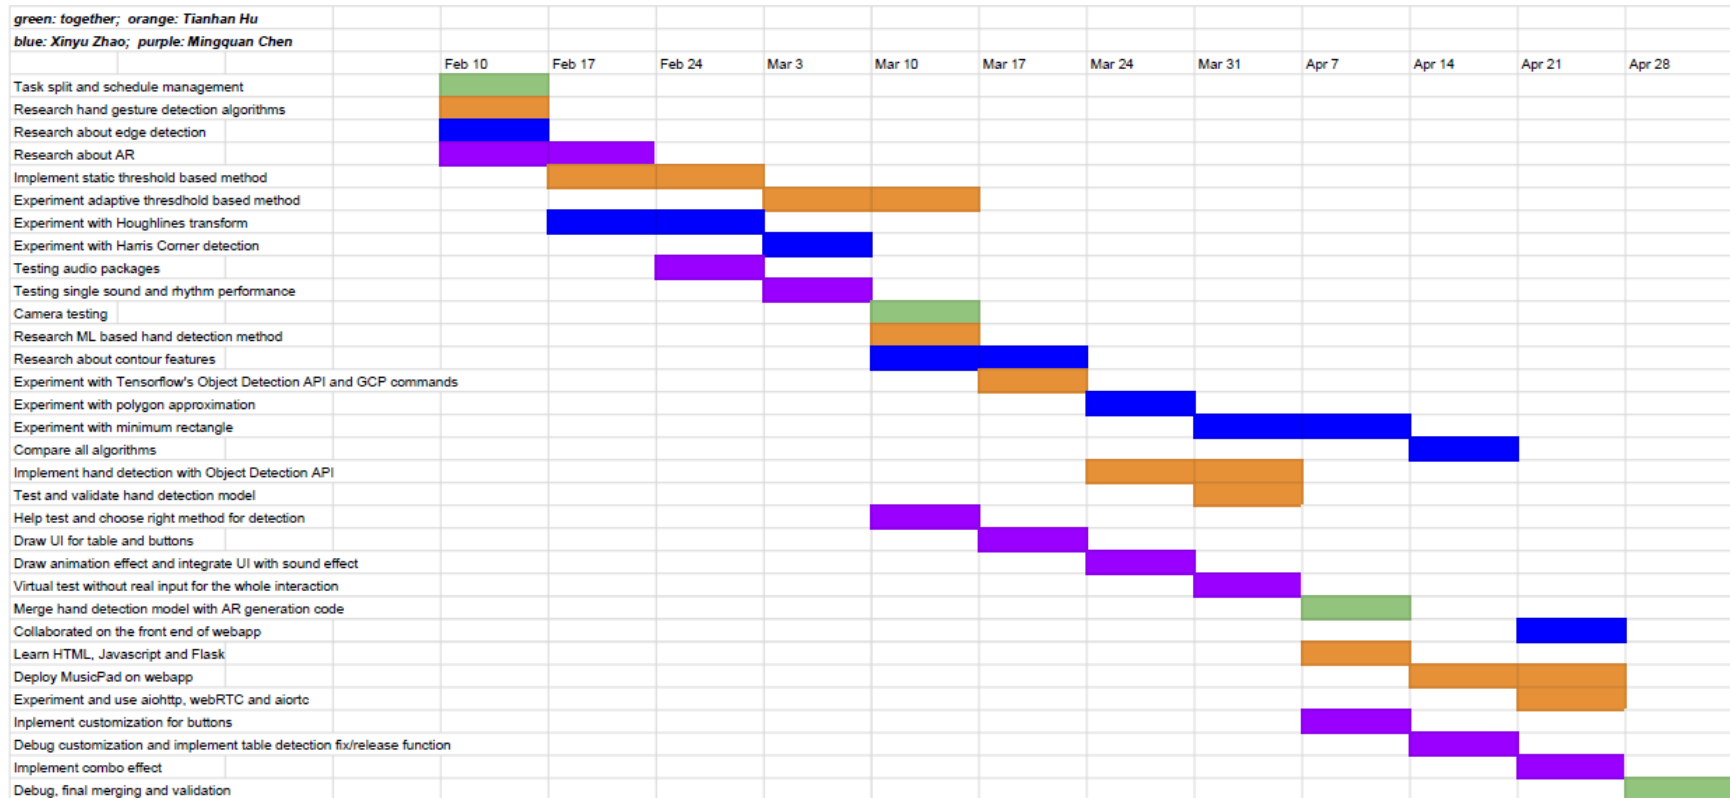 green: together; orange: Tianhan Hu
blue: Xinyu Zhao; purple: Mingquan Chen
Feb 10 Feb 17 Feb 24 Mar 3 Mar 10 Mar 17 Mar 24 Mar 31 Apr 7 Apr 14 Apr 21 Apr 28
Task split and schedule management
Research hand gesture detection algorithms
Research about edge detection
Research about AR
Implement static threshold based method
Experiment adaptive thresdhold based method
Experiment with Houghlines transform
Experiment with Harris Corner detection
Testing audio packages
Testing single sound and rhythm performance
Camera testing
Research ML based hand detection method
Research about contour features
Experiment with Tensorflow's Object Detection API and GCP commands
Experiment with polygon approximation
Experiment with minimum rectangle
Compare all algorithms
Implement hand detection with Object Detection API
Test and validate hand detection model
Help test and choose right method for detection
Draw UI for table and buttons
Draw animation effect and integrate UI with sound effect
Virtual test without real input for the whole interaction
Merge hand detection model with AR generation code
Collaborated on the front end of webapp
Learn HTML, Javascript and Flask
Deploy MusicPad on webapp
Experiment and use aiohttp, webRTC and aiortc
Inplement customization for buttons
Debug customization and implement table detection fix/release function
Implement combo effect
Debug, final merging and validation